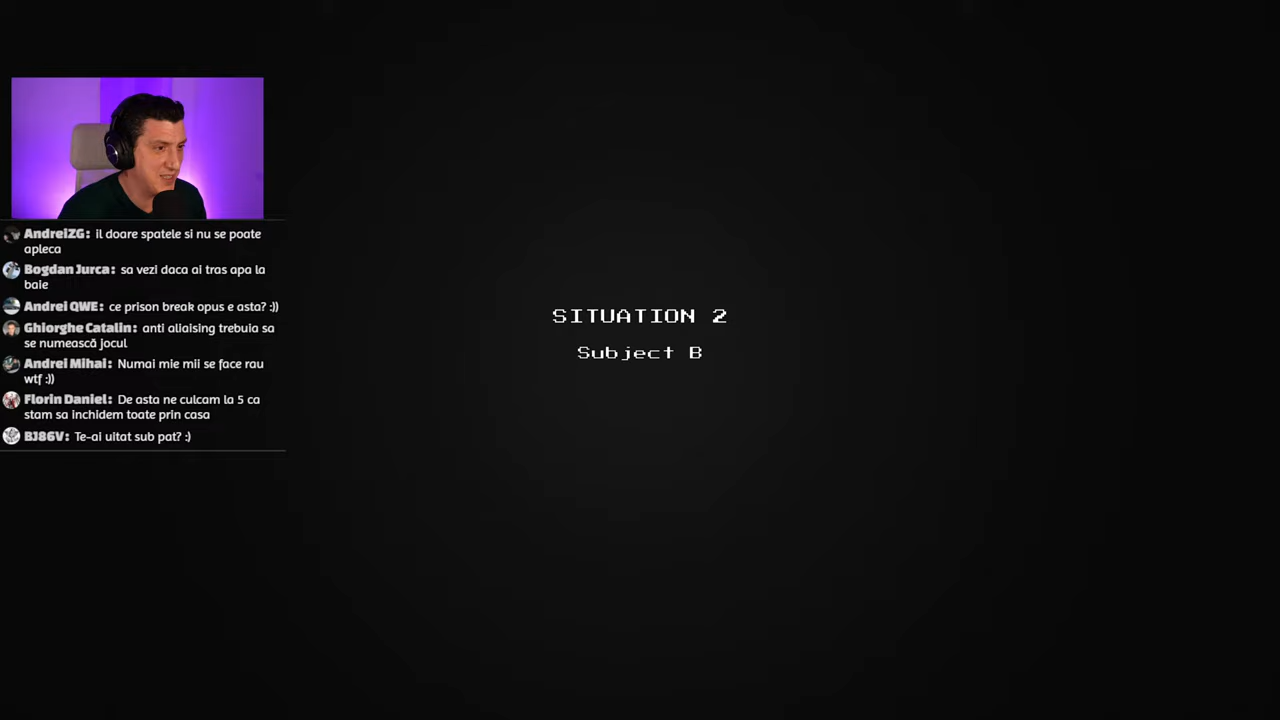 AndreiZG: il doare spatele si nu se poate
apleca
Bogdan Jurca: sa vezi daca ai tras apa la
baie
Andrei QWE: ce prison break opus e asta? :))
Ghiorghe Catalin: anti aliaising trebuia sa
se numească jocul
Andrei Mihai: Numai mie mii se face rau
wtf :))
Florin Daniel: De asta ne culcam la 5 ca
stam sa inchidem toate prin casa
BJ86V: Te-ai uitat sub pat? :)
SITUATION 2
Subject B